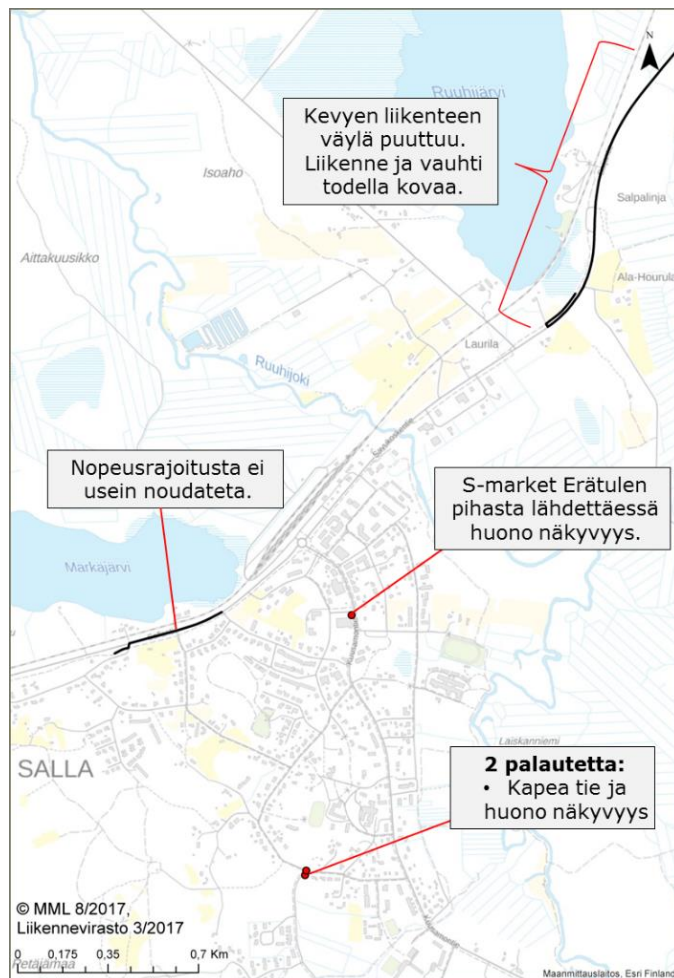 Ruuhijärvi
N
Kevyen liikenteen
väylä puuttuu.
Liikenne ja vauhti
todella kovaa.
Isoaho
Salpalinja
Aittakuusikko
Ala-Hourula
Laurila
Ruuhijoki
Savukoskentie
Nopeusrajoitusta ei
usein noudateta.
S-market Erätulen
pihasta lähdettäessä
huono näkyvyys.
Markajärvi
Laiskanniemi
SALLA
2 palautetta:
• Kapea tie ja
huono näkyvyys
© MML 8/2017,
Liikennevirasto 3/2017
0 0,175 0,35 0,7 Km
Petäjämaa
Maanmittauslaitos, Esri Finland